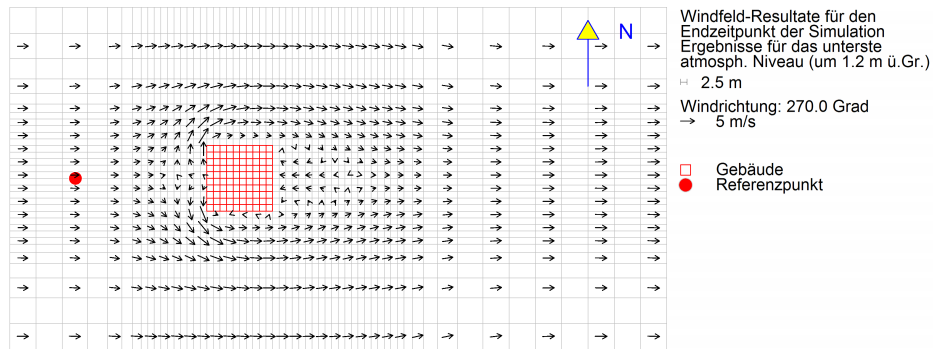 N
Windfeld-Resultate für den
Endzeitpunkt der Simulation
Ergebnisse für das unterste
atmosph. Niveau (um 1.2 m ü.Gr.)
2.5 m
Windrichtung: 270.0 Grad
5 m/s
Gebäude
Referenzpunkt